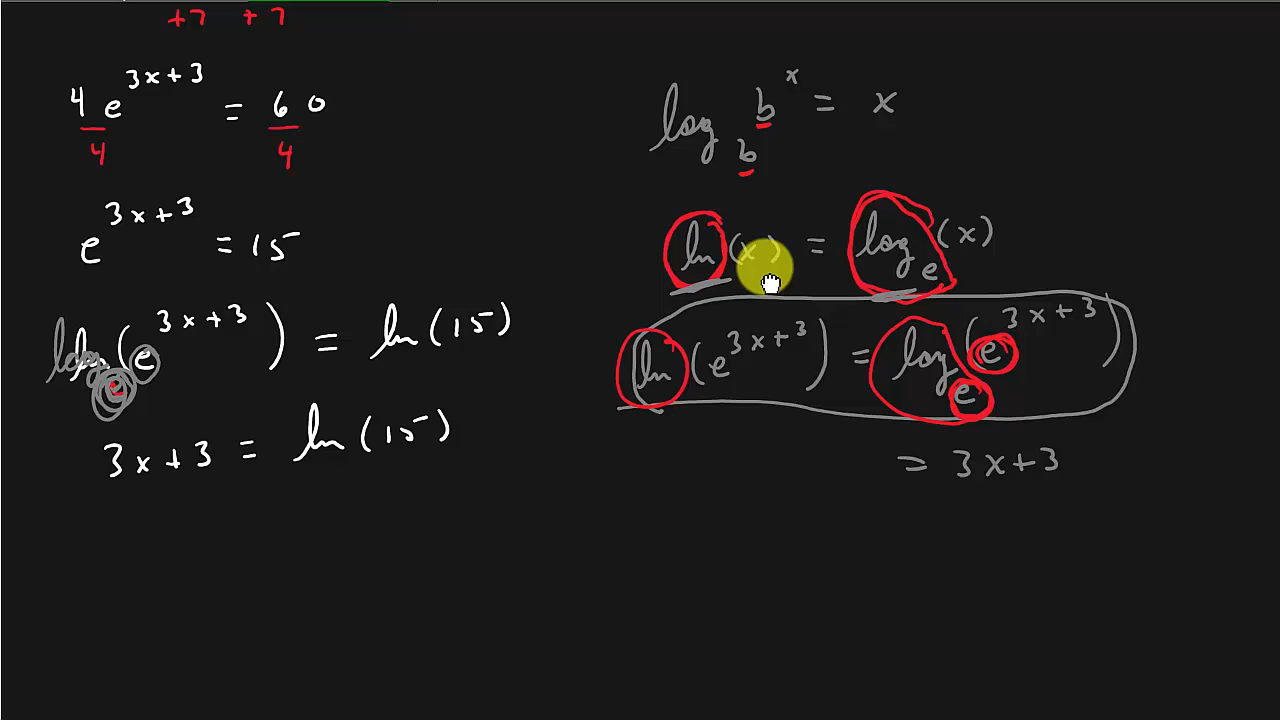 +7 +7
4e^{3x+3} = 60
4 4
e^{3x+3} = 15
ln(e^{3x+3}) = ln(15)
3x+3 = ln(15)
log_b b^x = x
ln(x) = log_e(x)
ln(e^{3x+3}) = log_e(e^{3x+3})
= 3x+3